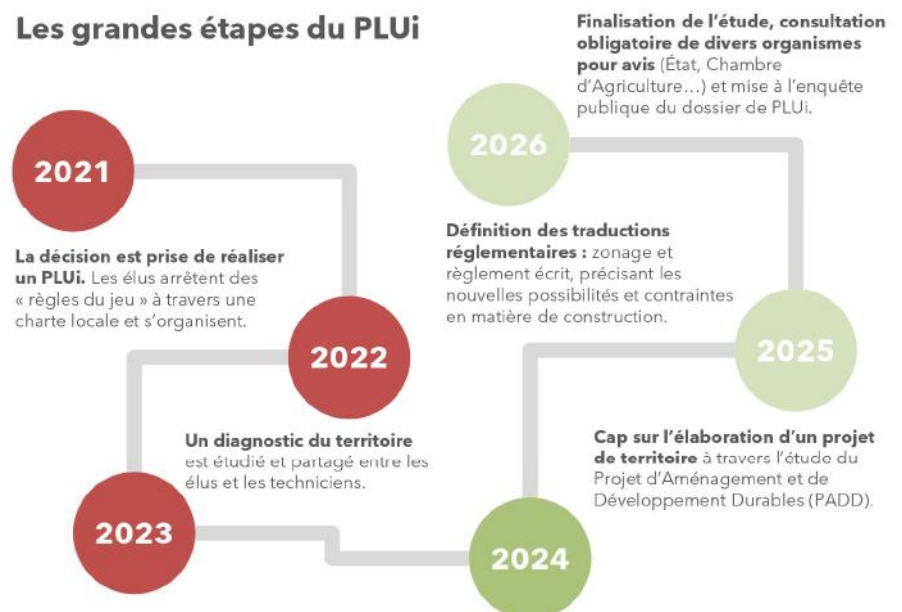 Les grandes étapes du PLUi
2021
La décision est prise de réaliser
un PLUi. Les élus arrêtent des
« règles du jeu » à travers une
charte locale et s'organisent.
2022
Un diagnostic du territoire
est étudié et partagé entre les
élus et les techniciens.
2023
2024
Cap sur l'élaboration d'un projet
de territoire à travers l'étude du
Projet d'Aménagement et de
Développement Durables (PADD).
2025
Définition des traductions
réglementaires : zonage et
règlement écrit, précisant les
nouvelles possibilités et contraintes
en matière de construction.
2026
Finalisation de l'étude, consultation
obligatoire de divers organismes
pour avis (État, Chambre
d'Agriculture...) et mise à l'enquête
publique du dossier de PLUi.